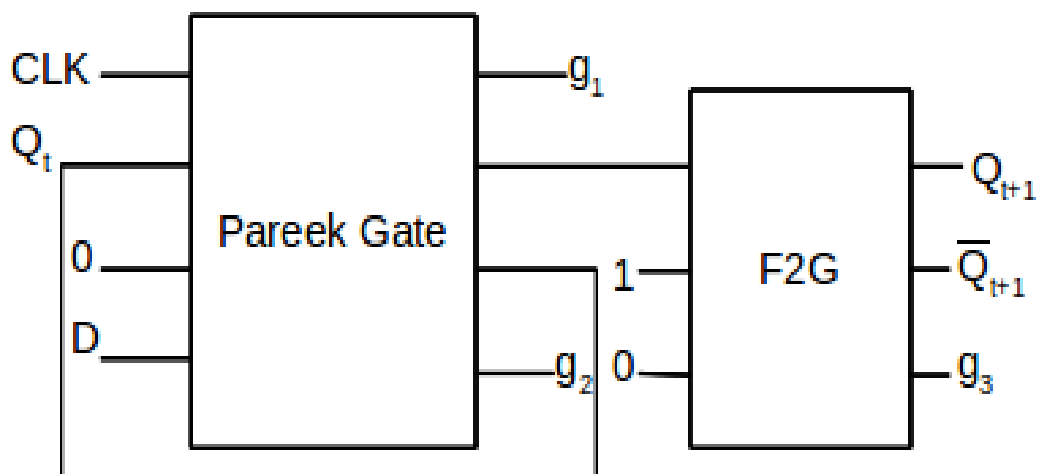 CLK
g₁
Qₜ
Qₜ₊₁
Pareek Gate
0
1
F2G
Q̅ₜ₊₁
D
g₂
0
g₃